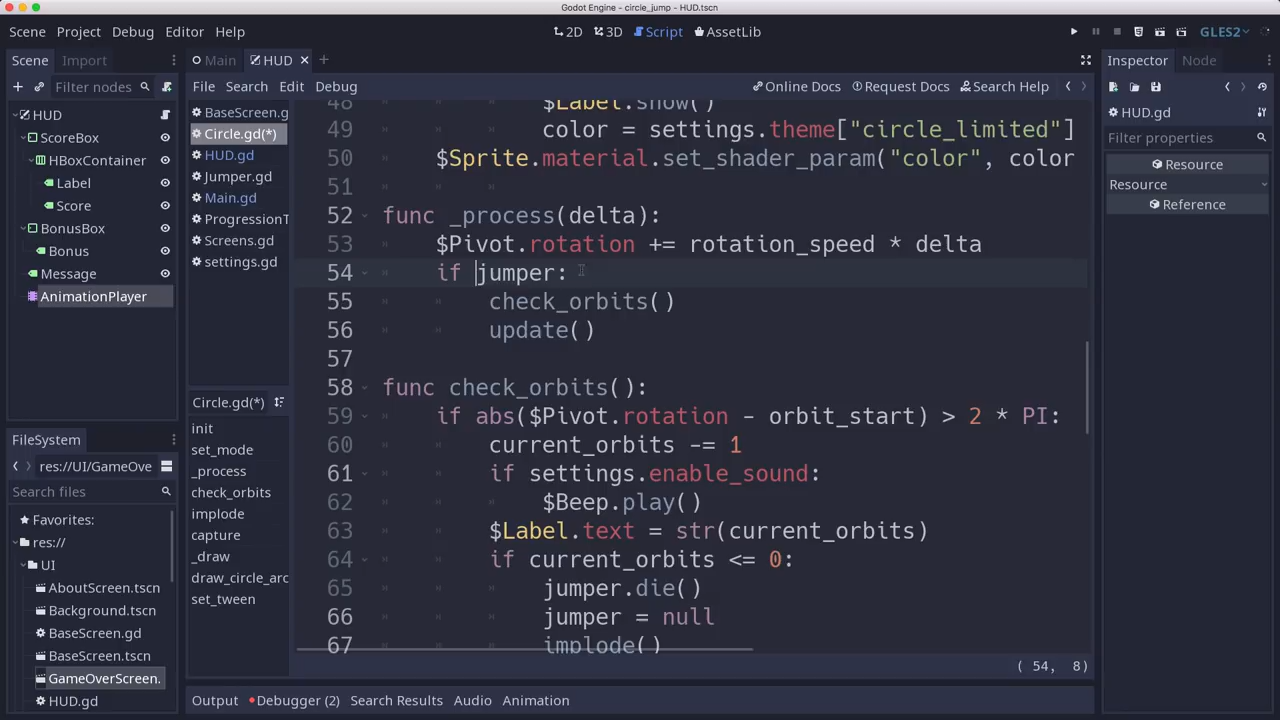 Godot Engine - circle_jump - HUD.tscn
Scene Project Debug Editor Help
2D 3D Script AssetLib
GLES2
Scene Import
Filter nodes
HUD
ScoreBox
HBoxContainer
Label
Score
BonusBox
Bonus
Message
AnimationPlayer
FileSystem
res://UI/GameOve
Search files
Favorites:
res://
UI
AboutScreen.tscn
Background.tscn
BaseScreen.gd
BaseScreen.tscn
GameOverScreen.
HUD.gd
Main HUD
File Search Edit Debug
Online Docs Request Docs Search Help
BaseScreen.g
Circle.gd(*)
HUD.gd
Jumper.gd
Main.gd
ProgressionT
Screens.gd
settings.gd
Circle.gd(*)
init
set_mode
_process
check_orbits
implode
capture
_draw
draw_circle_arc
set_tween
48 $Label.show()
49 color = settings.theme["circle_limited"]
50 $Sprite.material.set_shader_param("color", color
51
52 func _process(delta):
53 $Pivot.rotation += rotation_speed * delta
54 if jumper:
55 check_orbits()
56 update()
57
58 func check_orbits():
59 if abs($Pivot.rotation - orbit_start) > 2 * PI:
60 current_orbits -= 1
61 if settings.enable_sound:
62 $Beep.play()
63 $Label.text = str(current_orbits)
64 if current_orbits <= 0:
65 jumper.die()
66 jumper = null
67 implode()
( 54, 8)
Output Debugger (2) Search Results Audio Animation
Inspector Node
HUD.gd
Filter properties
Resource
Resource
Reference